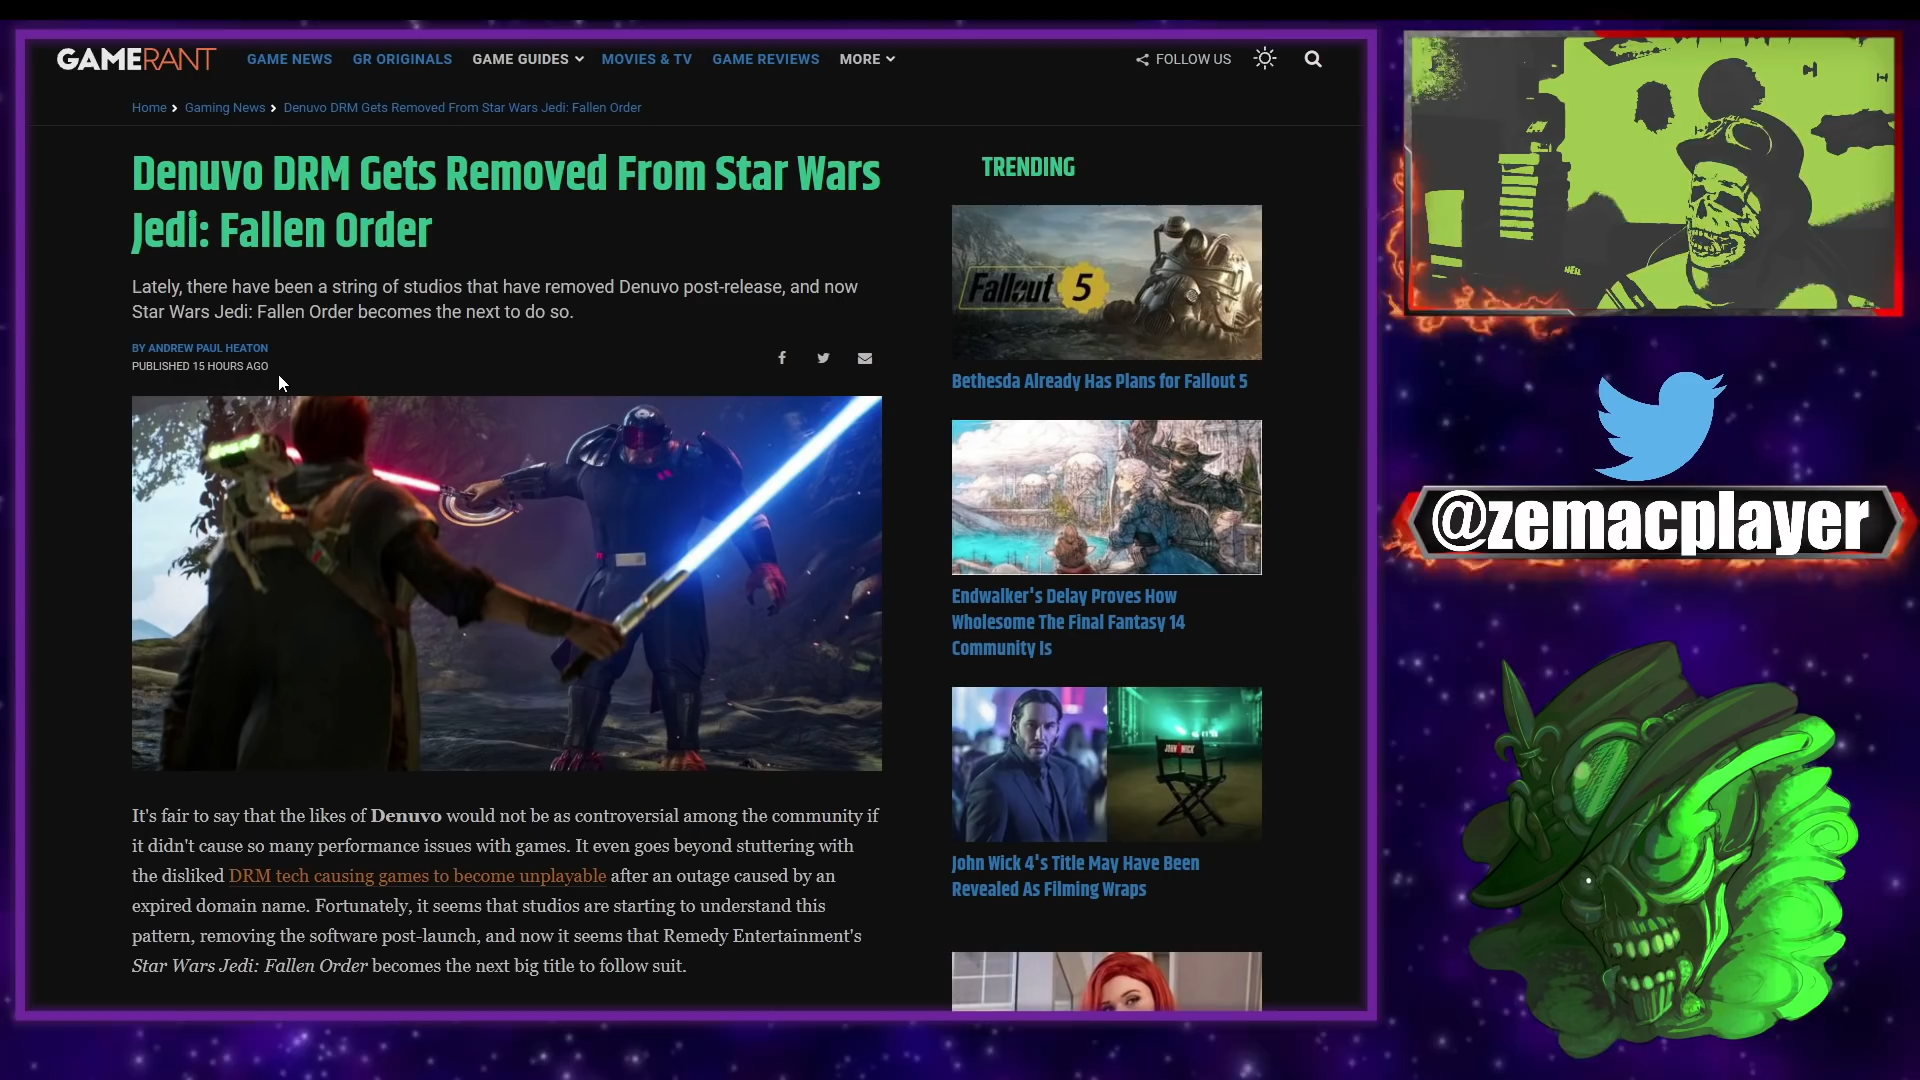 GAMERANT
GAME NEWS GR ORIGINALS GAME GUIDES MOVIES & TV GAME REVIEWS MORE FOLLOW US
Home Gaming News Denuvo DRM Gets Removed From Star Wars Jedi: Fallen Order
Denuvo DRM Gets Removed From Star Wars
Jedi: Fallen Order
Lately, there have been a string of studios that have removed Denuvo post-release, and now
Star Wars Jedi: Fallen Order becomes the next to do so.
BY ANDREW PAUL HEATON
PUBLISHED 15 HOURS AGO
It's fair to say that the likes of Denuvo would not be as controversial among the community if
it didn't cause so many performance issues with games. It even goes beyond stuttering with
the disliked DRM tech causing games to become unplayable after an outage caused by an
expired domain name. Fortunately, it seems that studios are starting to understand this
pattern, removing the software post-launch, and now it seems that Remedy Entertainment's
Star Wars Jedi: Fallen Order becomes the next big title to follow suit.
TRENDING
Fallout 5
Bethesda Already Has Plans for Fallout 5
Endwalker's Delay Proves How
Wholesome The Final Fantasy 14
Community Is
JOHN WICK
John Wick 4's Title May Have Been
Revealed As Filming Wraps
@zemacplayer